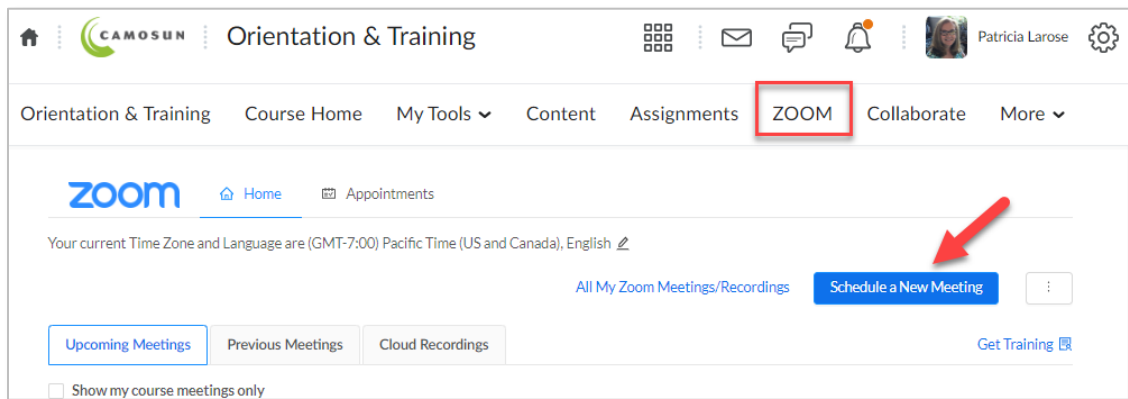 CAMOSUN Orientation & Training Patricia Larose
Orientation & Training Course Home My Tools Content Assignments ZOOM Collaborate More
zoom Home Appointments
Your current Time Zone and Language are (GMT-7:00) Pacific Time (US and Canada), English
All My Zoom Meetings/Recordings Schedule a New Meeting
Upcoming Meetings Previous Meetings Cloud Recordings Get Training
Show my course meetings only